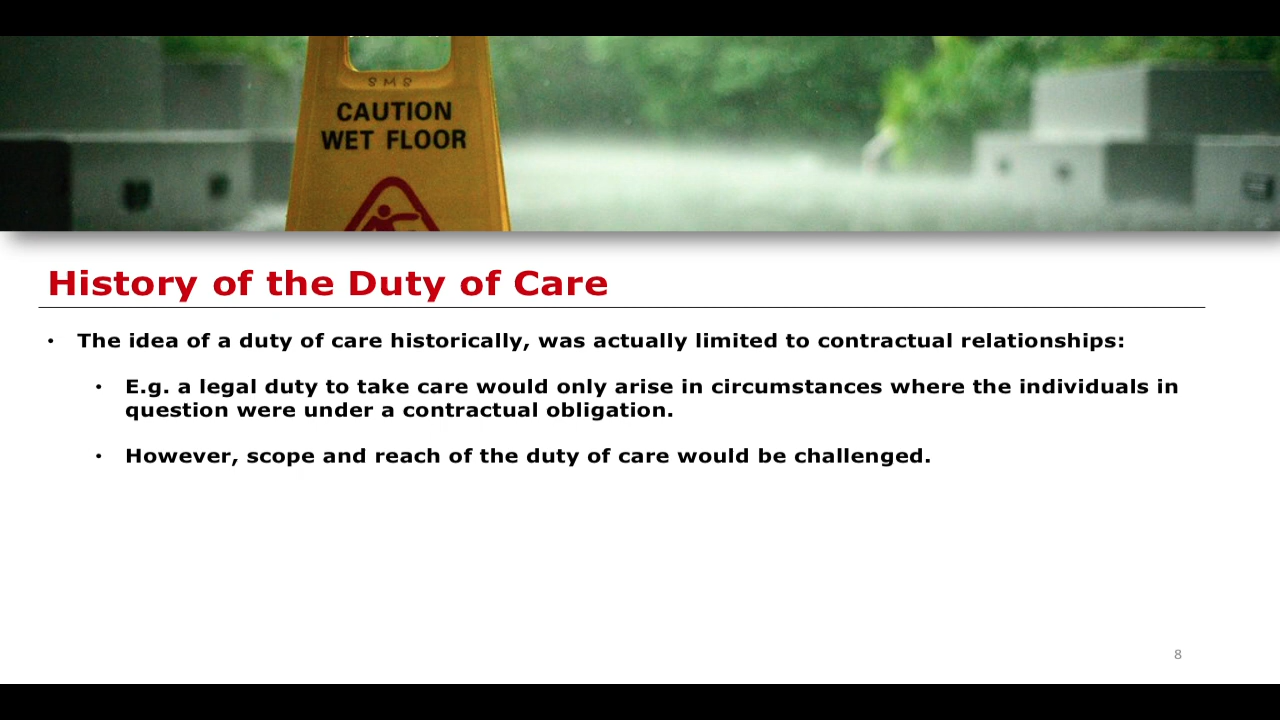 SMS
CAUTION
WET FLOOR
History of the Duty of Care
• The idea of a duty of care historically, was actually limited to contractual relationships:
• E.g. a legal duty to take care would only arise in circumstances where the individuals in
question were under a contractual obligation.
• However, scope and reach of the duty of care would be challenged.
8